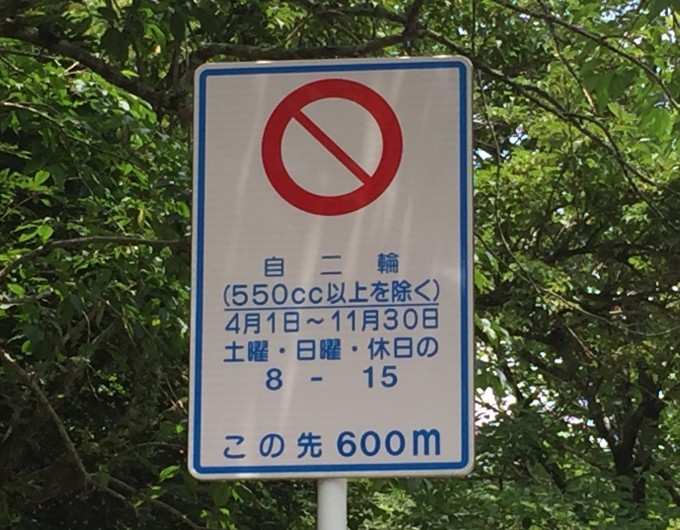 自二輪
(550cc以上を除く)
4月1日～11月30日
土曜・日曜・休日の
8 - 15
この先 600m